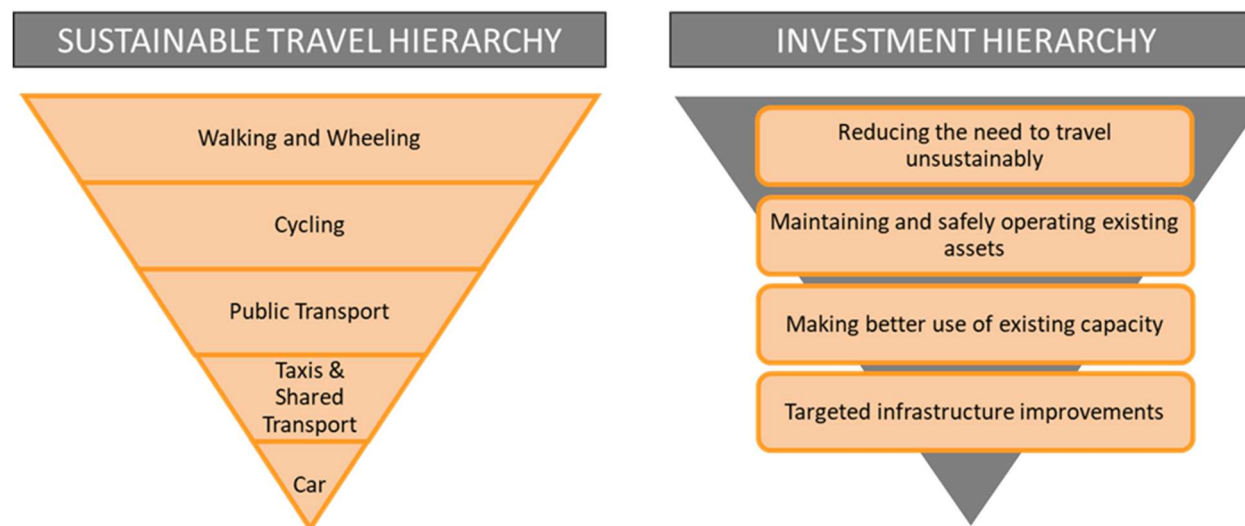 SUSTAINABLE TRAVEL HIERARCHY
Walking and Wheeling
Cycling
Public Transport
Taxis &
Shared
Transport
Car
INVESTMENT HIERARCHY
Reducing the need to travel
unsustainably
Maintaining and safely operating existing
assets
Making better use of existing capacity
Targeted infrastructure improvements